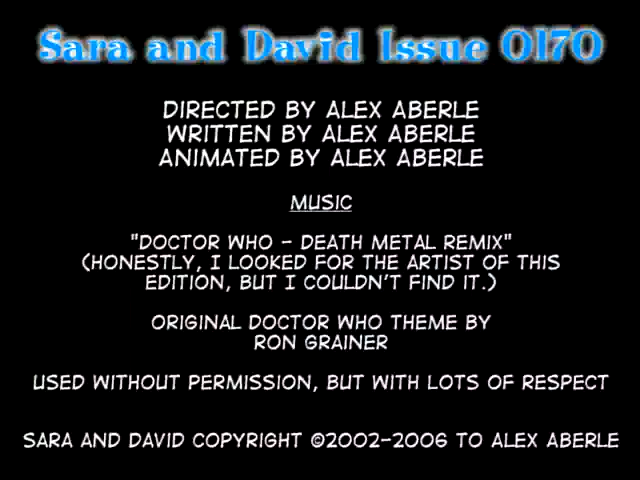 Sara and David Issue 0170
DIRECTED BY ALEX ABERLE
WRITTEN BY ALEX ABERLE
ANIMATED BY ALEX ABERLE
MUSIC
"DOCTOR WHO - DEATH METAL REMIX"
(HONESTLY, I LOOKED FOR THE ARTIST OF THIS
EDITION, BUT I COULDN'T FIND IT.)
ORIGINAL DOCTOR WHO THEME BY
RON GRAINER
USED WITHOUT PERMISSION, BUT WITH LOTS OF RESPECT
SARA AND DAVID COPYRIGHT ©2002-2006 TO ALEX ABERLE